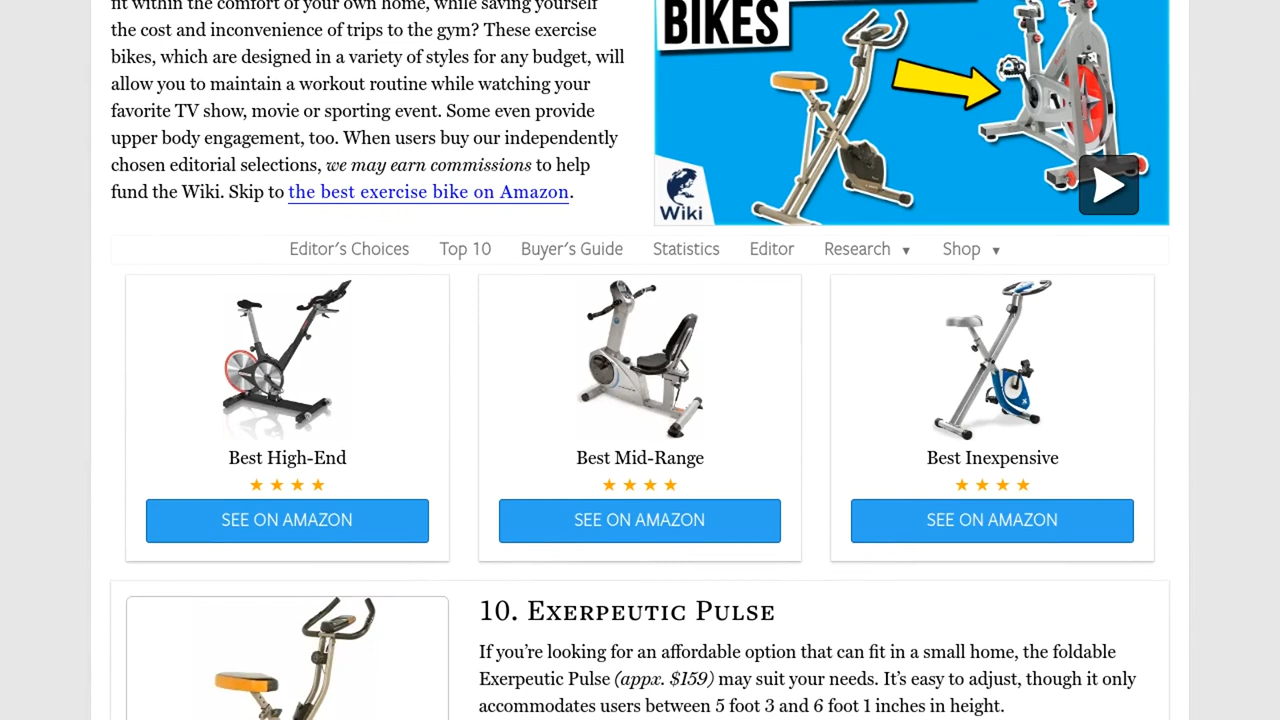 fit within the comfort of your own home, while saving yourself
the cost and inconvenience of trips to the gym? These exercise
bikes, which are designed in a variety of styles for any budget, will
allow you to maintain a workout routine while watching your
favorite TV show, movie or sporting event. Some even provide
upper body engagement, too. When users buy our independently
chosen editorial selections, we may earn commissions to help
fund the Wiki. Skip to the best exercise bike on Amazon.
BIKES
Wiki
Editor's Choices Top 10 Buyer's Guide Statistics Editor Research ▼ Shop ▼
Best High-End
★ ★ ★ ★
SEE ON AMAZON
Best Mid-Range
★ ★ ★ ★
SEE ON AMAZON
Best Inexpensive
★ ★ ★ ★
SEE ON AMAZON
10. Exerpeutic Pulse
If you're looking for an affordable option that can fit in a small home, the foldable
Exerpeutic Pulse (appx. $159) may suit your needs. It's easy to adjust, though it only
accommodates users between 5 foot 3 and 6 foot 1 inches in height.